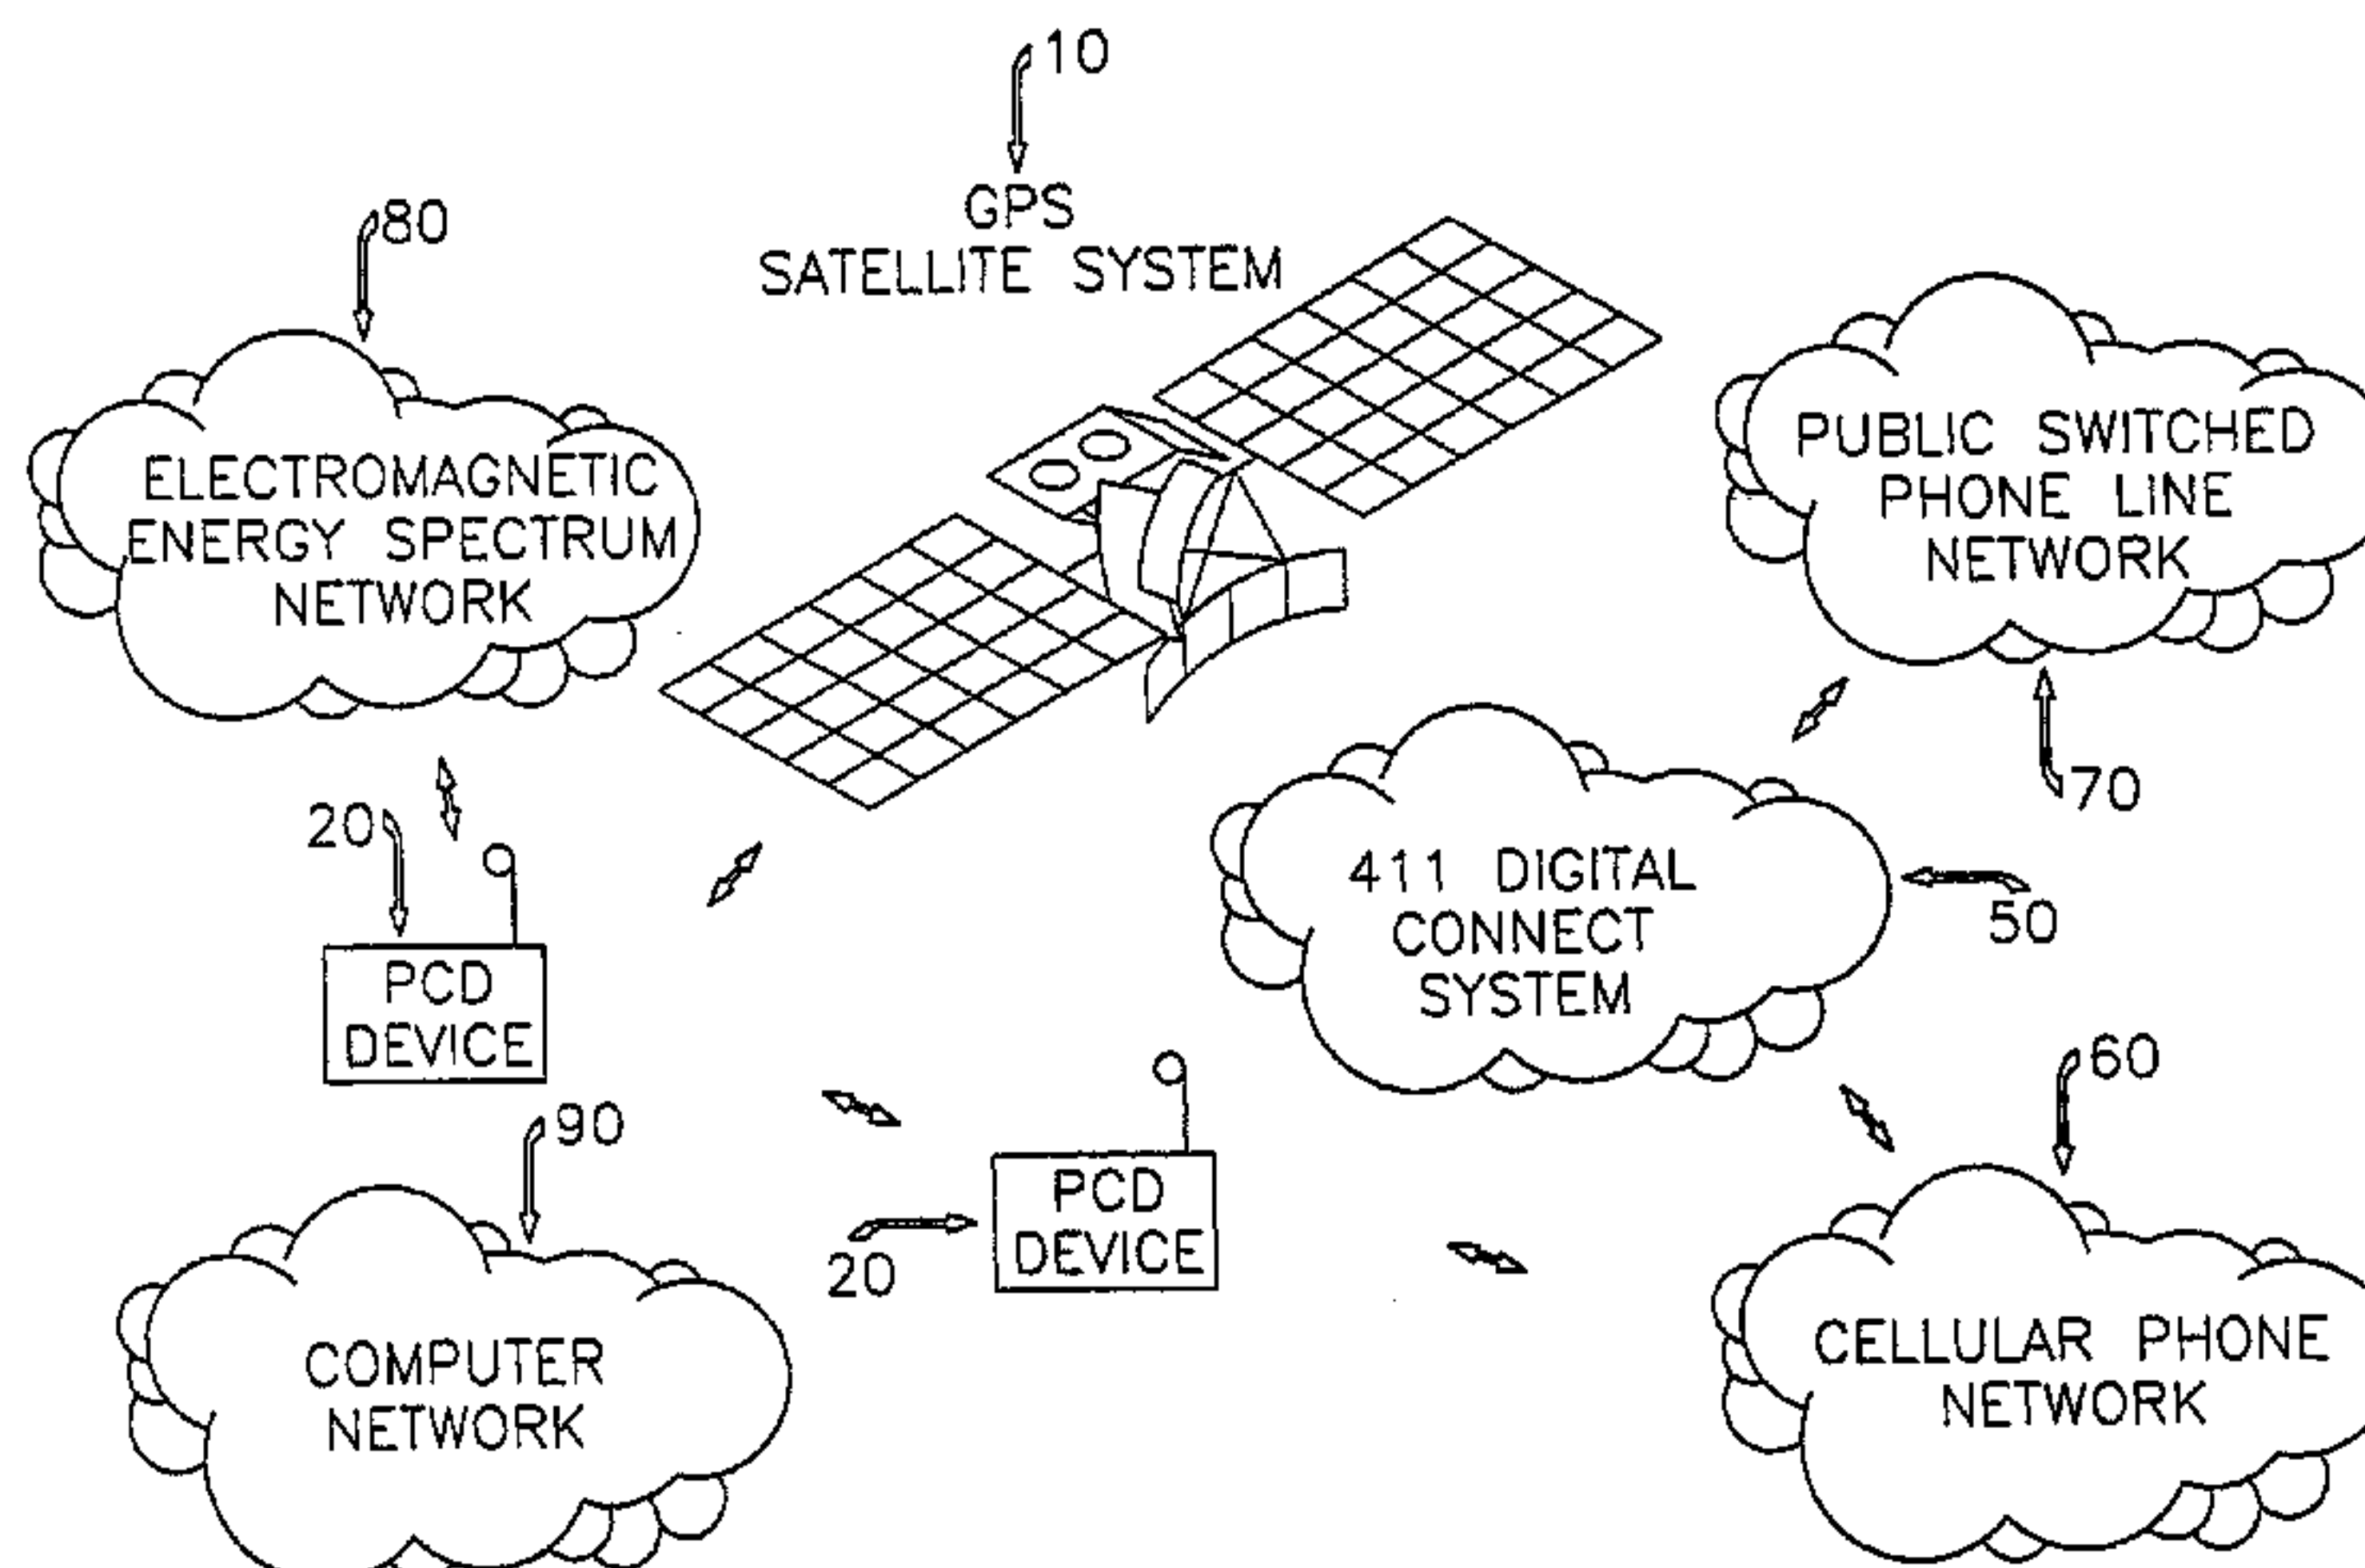 10
GPS
SATELLITE SYSTEM
80
ELECTROMAGNETIC
ENERGY SPECTRUM
NETWORK
PUBLIC SWITCHED
PHONE LINE
NETWORK
70
20
PCD
DEVICE
411 DIGITAL
CONNECT
SYSTEM
50
60
90
PCD
DEVICE
20
COMPUTER
NETWORK
CELLULAR PHONE
NETWORK